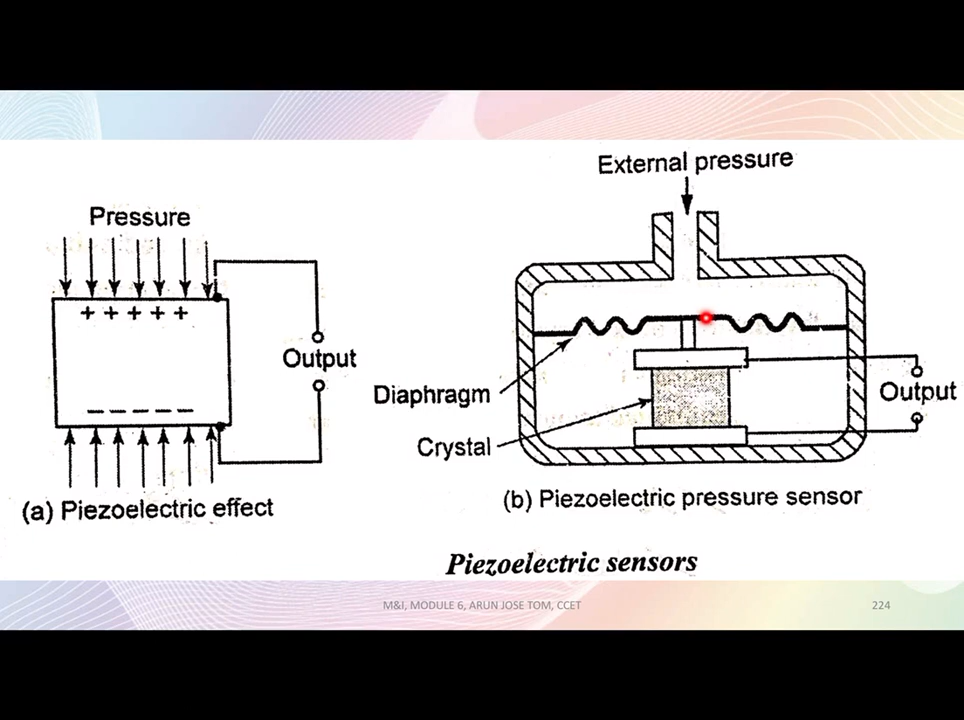 External pressure
Pressure
+ + + + +
Output
– – – – –
Diaphragm
Crystal
Output
(a) Piezoelectric effect
(b) Piezoelectric pressure sensor
Piezoelectric sensors
M&I, MODULE 6, ARUN JOSE TOM, CCET
224